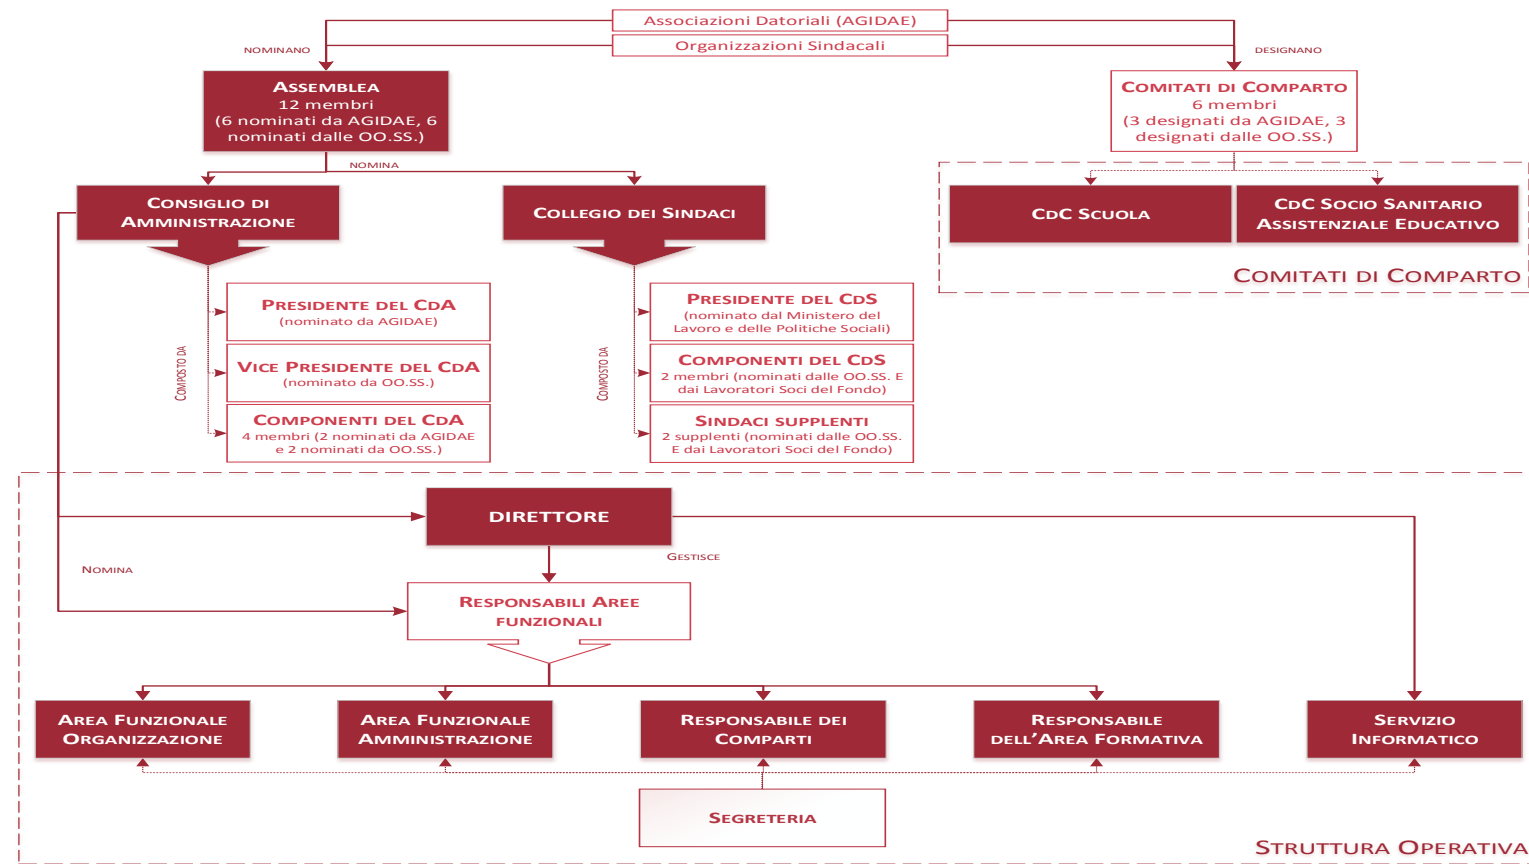 Associazioni Datoriali (AGIDAE)
Organizzazioni Sindacali
NOMINANO
DESIGNANO
ASSEMBLEA
12 membri
(6 nominati da AGIDAE, 6
nominati dalle OO.SS.)
COMITATI DI COMPARTO
6 membri
(3 designati da AGIDAE, 3
designati dalle OO.SS.)
NOMINA
CONSIGLIO DI
AMMINISTRAZIONE
COLLEGIO DEI SINDACI
CDC SCUOLA
CDC SOCIO SANITARIO
ASSISTENZIALE EDUCATIVO
COMITATI DI COMPARTO
COMPOSTO DA
PRESIDENTE DEL CDA
(nominato da AGIDAE)
VICE PRESIDENTE DEL CDA
(nominato da OO.SS.)
COMPONENTI DEL CDA
4 membri (2 nominati da AGIDAE
e 2 nominati da OO.SS.)
COMPOSTO DA
PRESIDENTE DEL CDS
(nominato dal Ministero del
Lavoro e delle Politiche Sociali)
COMPONENTI DEL CDS
2 membri (nominati dalle OO.SS. E
dai Lavoratori Soci del Fondo)
SINDACI SUPPLENTI
2 supplenti (nominati dalle OO.SS.
E dai Lavoratori Soci del Fondo)
DIRETTORE
GESTISCE
NOMINA
RESPONSABILI AREE
FUNZIONALI
AREA FUNZIONALE
ORGANIZZAZIONE
AREA FUNZIONALE
AMMINISTRAZIONE
RESPONSABILE DEI
COMPARTI
RESPONSABILE
DELL'AREA FORMATIVA
SERVIZIO
INFORMATICO
SEGRETERIA
STRUTTURA OPERATIVA